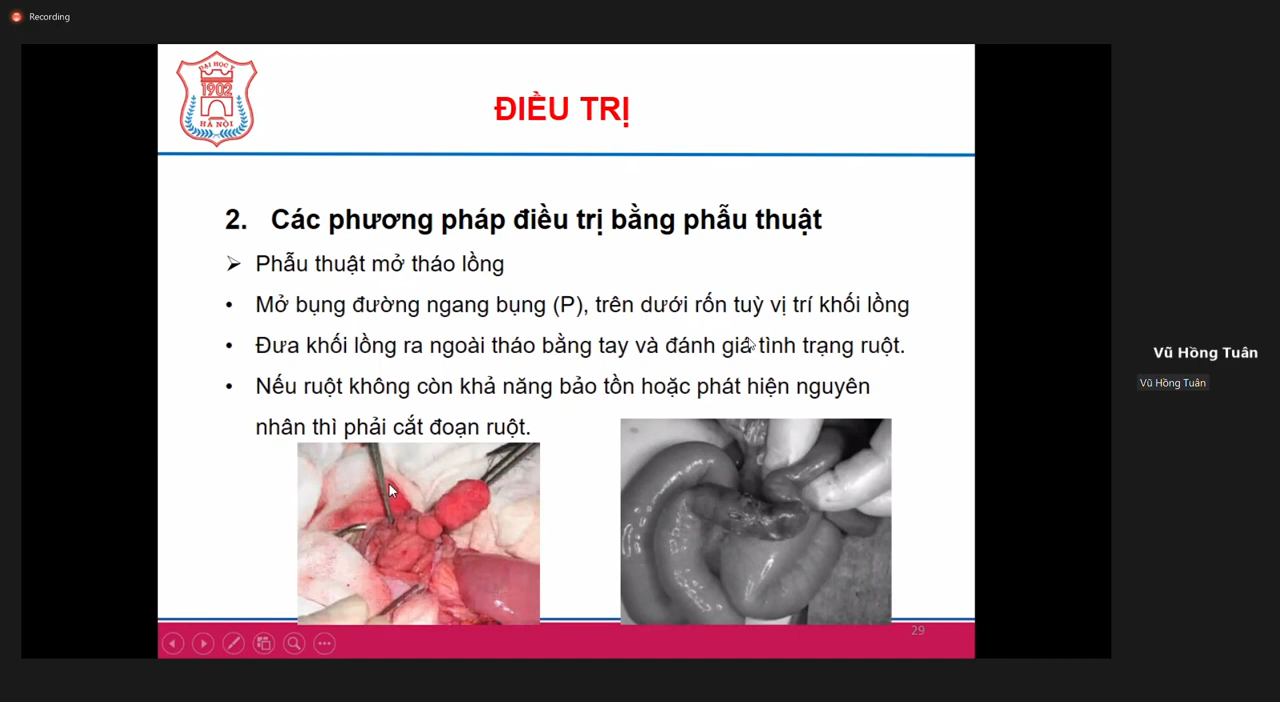 Recording
ĐẠI HỌC Y
1902
HÀ NỘI
ĐIỀU TRỊ
2. Các phương pháp điều trị bằng phẫu thuật
➢ Phẫu thuật mở tháo lồng
• Mở bụng đường ngang bụng (P), trên dưới rốn tuỳ vị trí khối lồng
• Đưa khối lồng ra ngoài tháo bằng tay và đánh giá tình trạng ruột.
• Nếu ruột không còn khả năng bảo tồn hoặc phát hiện nguyên
nhân thì phải cắt đoạn ruột.
Vũ Hồng Tuân
Vũ Hồng Tuân
29